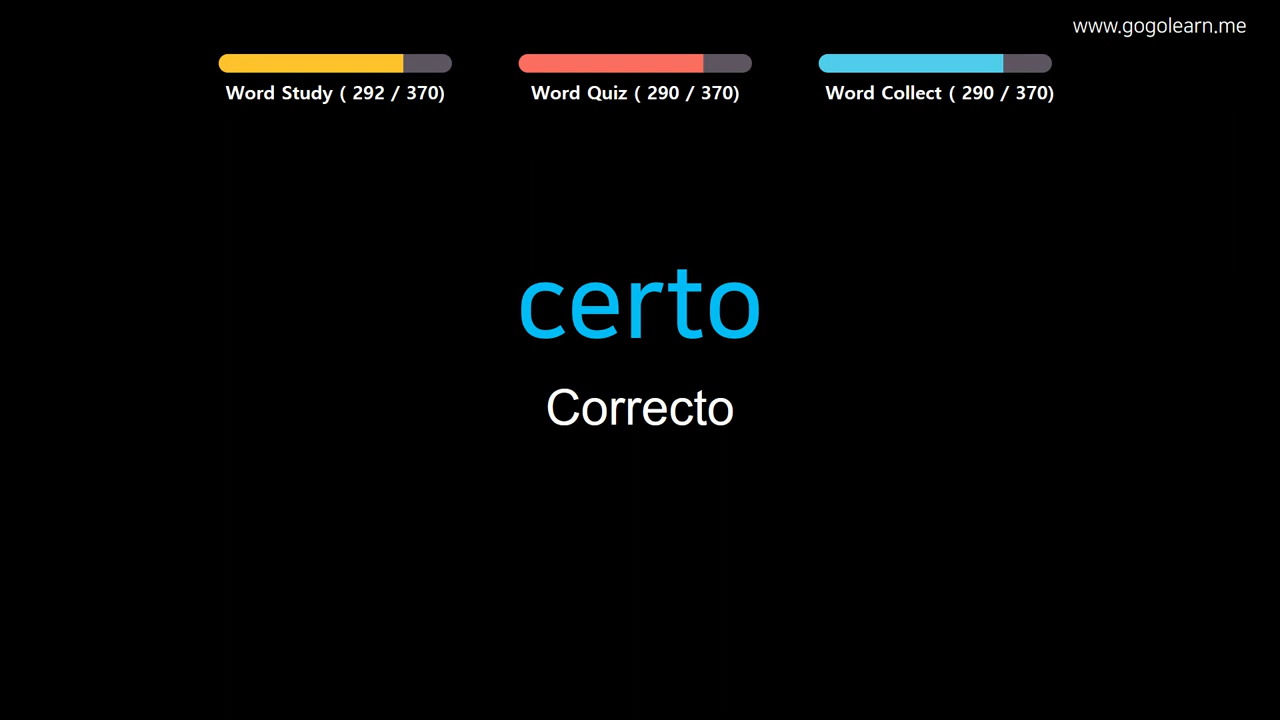 www.gogolearn.me
Word Study ( 292 / 370)
Word Quiz ( 290 / 370)
Word Collect ( 290 / 370)
certo
Correcto